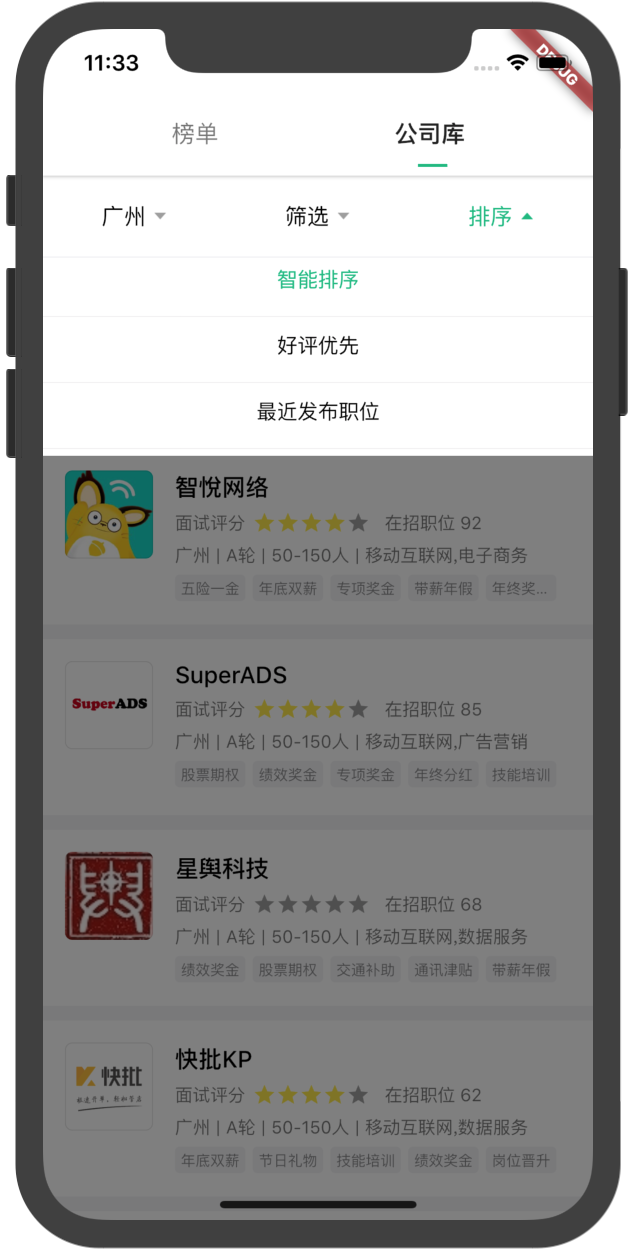 11:33
DEBUG
榜单 公司库
广州 筛选 排序
智能排序
好评优先
最近发布职位
智悦网络
面试评分 在招职位 92
广州 | A轮 | 50-150人 | 移动互联网,电子商务
五险一金 年底双薪 专项奖金 带薪年假 年终奖...
SuperADS
SuperADS
面试评分 在招职位 85
广州 | A轮 | 50-150人 | 移动互联网,广告营销
股票期权 绩效奖金 专项奖金 年终分红 技能培训
星舆科技
面试评分 在招职位 68
广州 | A轮 | 50-150人 | 移动互联网,数据服务
绩效奖金 股票期权 交通补助 通讯津贴 带薪年假
快批
快批KP
面试评分 在招职位 62
广州 | A轮 | 50-150人 | 移动互联网,数据服务
年底双薪 节日礼物 技能培训 绩效奖金 岗位晋升